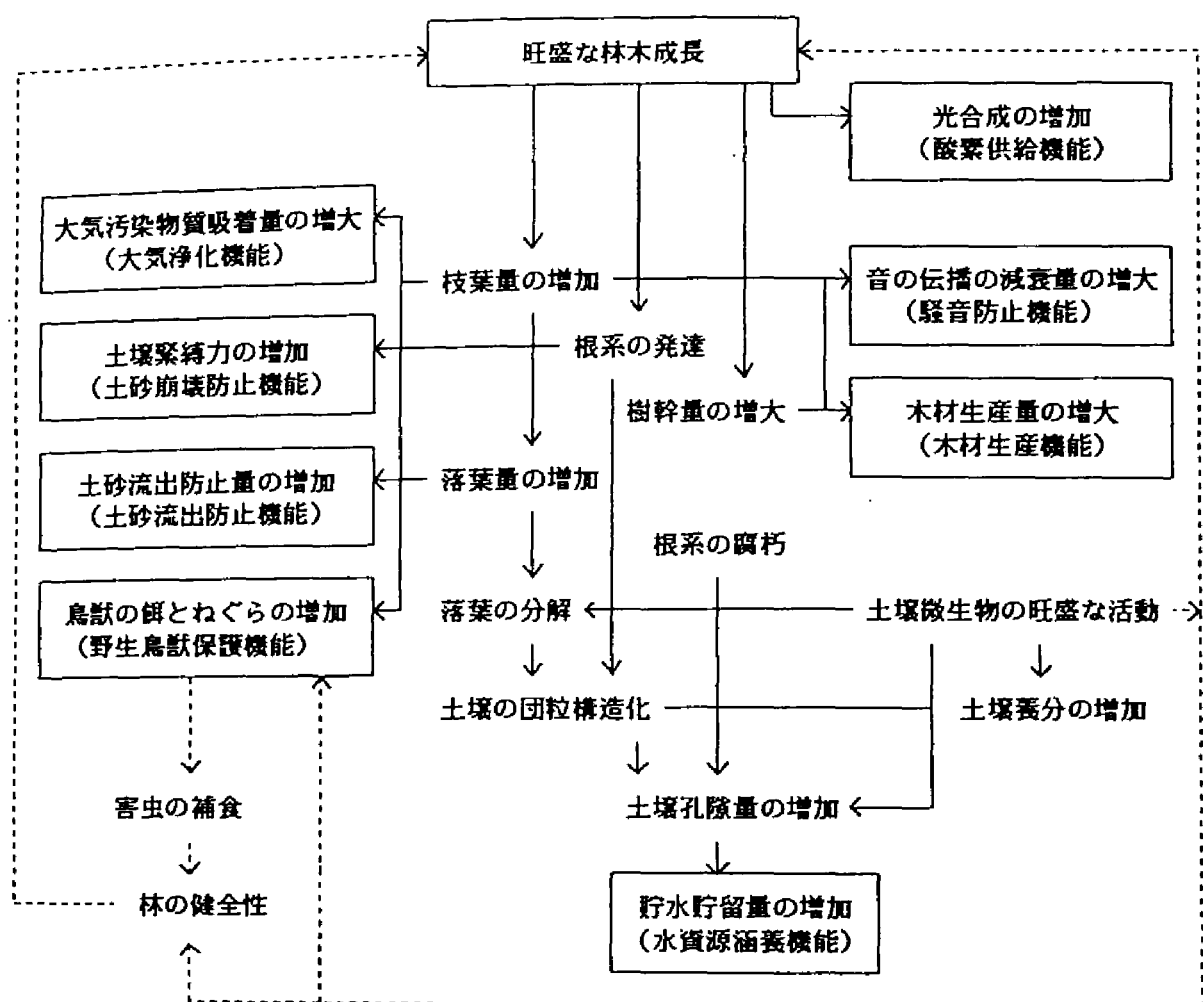 旺盛な林木成長
光合成の増加
(酸素供給機能)
大気汚染物質吸着量の増大
(大気浄化機能)
枝葉量の増加
音の伝播の減衰量の増大
(騒音防止機能)
土壌緊縛力の増加
(土砂崩壊防止機能)
根系の発達
樹幹量の増大
木材生産量の増大
(木材生産機能)
土砂流出防止量の増加
(土砂流出防止機能)
落葉量の増加
根系の腐朽
鳥獣の餌とねぐらの増加
(野生鳥獣保護機能)
落葉の分解
土壌微生物の旺盛な活動
土壌の団粒構造化
土壌養分の増加
害虫の補食
土壌孔隙量の増加
林の健全性
貯水貯留量の増加
(水資源涵養機能)